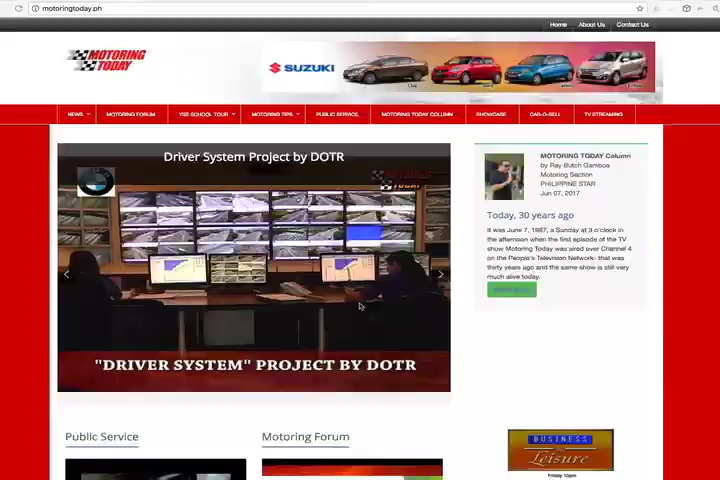 motoringtoday.ph
Home About Us Contact Us
MOTORING
TODAY
SUZUKI
NEWS MOTORING FORUM YES SCHOOL TOUR MOTORING TIPS PUBLIC SERVICE MOTORING TODAY COLUMN SHOWCASE CAR-O-SELL TV STREAMING
Driver System Project by DOTR
"DRIVER SYSTEM" PROJECT BY DOTR
MOTORING TODAY Column
by Ray Butch Gamboa
Motoring Section
PHILIPPINE STAR
Jun 07, 2017
Today, 30 years ago
It was June 7, 1987, a Sunday at 3 o'clock in
the afternoon when the first episode of the TV
show Motoring Today was aired over Channel 4
on the People's Television Network- that was
thirty years ago and the same show is still very
much alive today.
Public Service
Motoring Forum
BUSINESS
Leisure
Friday 10pm